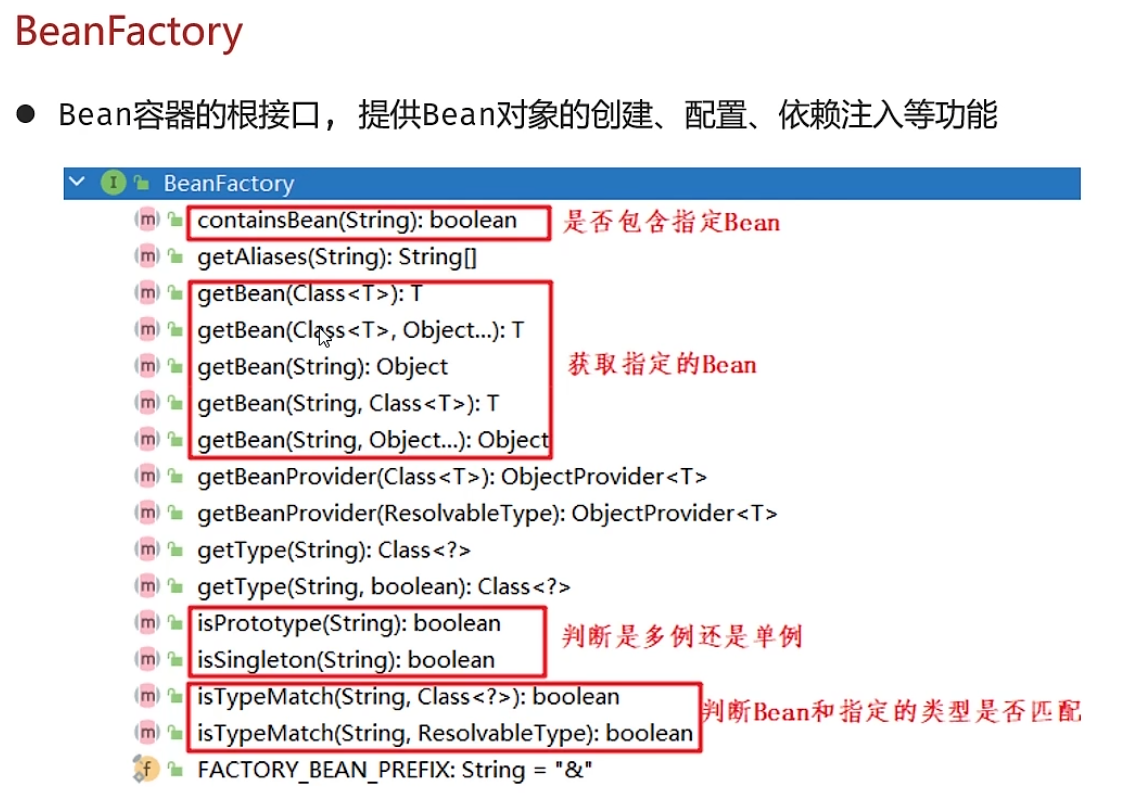 BeanFactory
● Bean容器的根接口，提供Bean对象的创建、配置、依赖注入等功能
I BeanFactory
m containsBean(String): boolean 是否包含指定Bean
m getAliases(String): String[]
m getBean(Class<T>): T
m getBean(Class<T>, Object...): T
m getBean(String): Object 获取指定的Bean
m getBean(String, Class<T>): T
m getBean(String, Object...): Object
m getBeanProvider(Class<T>): ObjectProvider<T>
m getBeanProvider(ResolvableType): ObjectProvider<T>
m getType(String): Class<?>
m getType(String, boolean): Class<?>
m isPrototype(String): boolean 判断是多例还是单例
m isSingleton(String): boolean
m isTypeMatch(String, Class<?>): boolean 判断Bean和指定的类型是否匹配
m isTypeMatch(String, ResolvableType): boolean
f FACTORY_BEAN_PREFIX: String = "&"